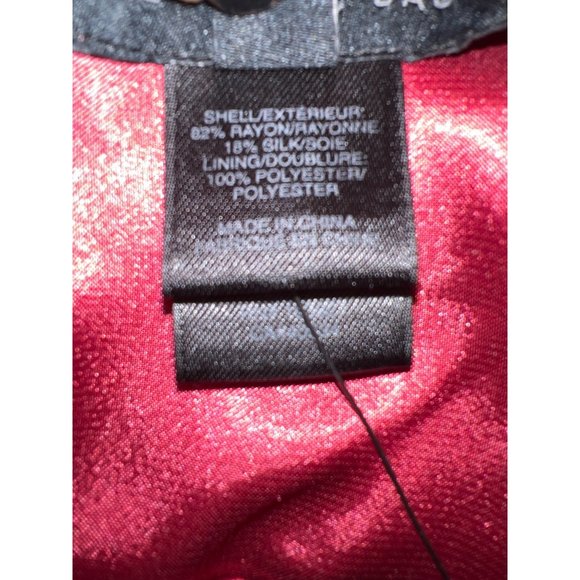 SHELL/EXTÉRIEUR:
82% RAYON/RAYONNE
18% SILK/SOIE
LINING/DOUBLURE:
100% POLYESTER/
POLYESTER
MADE IN CHINA